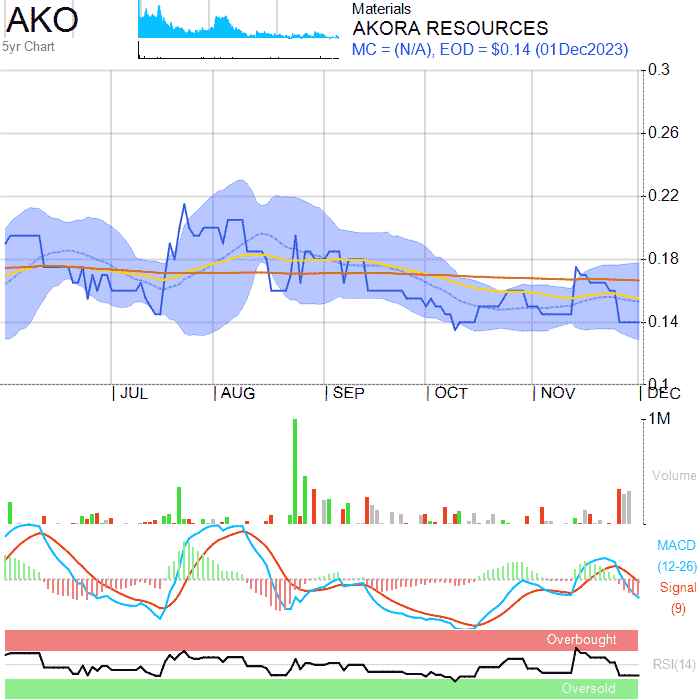 AKO
5yr Chart
Materials
AKORA RESOURCES
MC = (N/A), EOD = $0.14 (01Dec2023)
0.3
0.26
0.22
0.18
0.14
0.1
JUL
AUG
SEP
OCT
NOV
DEC
1M
Volume
MACD
(12-26)
Signal
(9)
Overbought
RSI(14)
Oversold